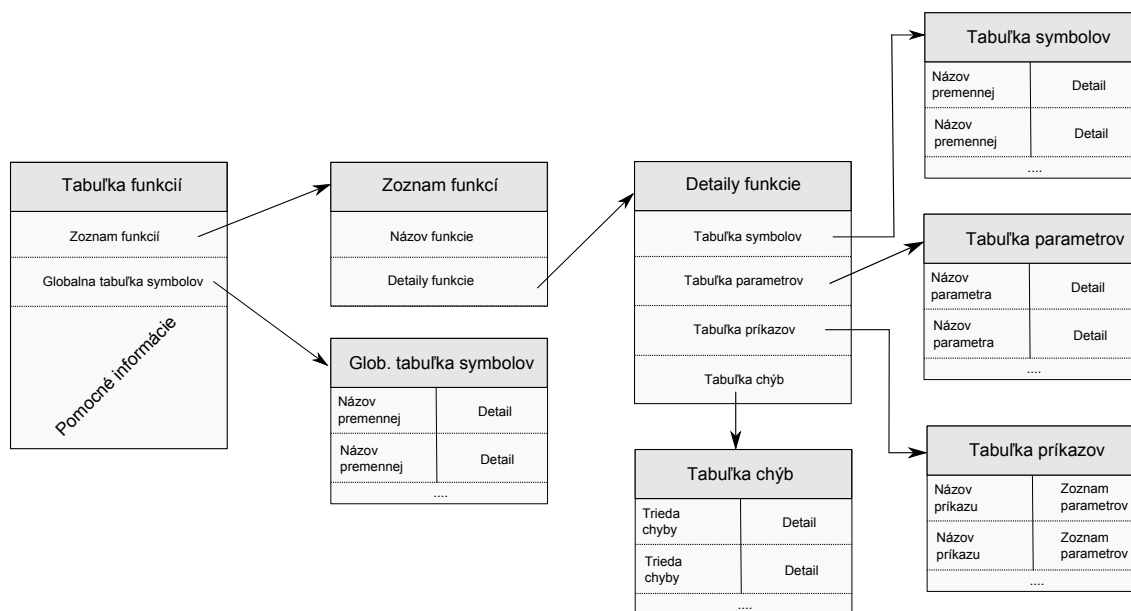 Tabuľka funkcií
Zoznam funkcií
Globalna tabuľka symbolov
Pomocné informácie
Zoznam funkcí
Názov funkcie
Detaily funkcie
Glob. tabuľka symbolov
Názov
premennej
Detail
Názov
premennej
Detail
....
Detaily funkcie
Tabuľka symbolov
Tabuľka parametrov
Tabuľka príkazov
Tabuľka chýb
Tabuľka chýb
Trieda
chyby
Detail
Trieda
chyby
Detail
....
Tabuľka symbolov
Názov
premennej
Detail
Názov
premennej
Detail
....
Tabuľka parametrov
Názov
parametra
Detail
Názov
parametra
Detail
....
Tabuľka príkazov
Názov
príkazu
Zoznam
parametrov
Názov
príkazu
Zoznam
parametrov
....